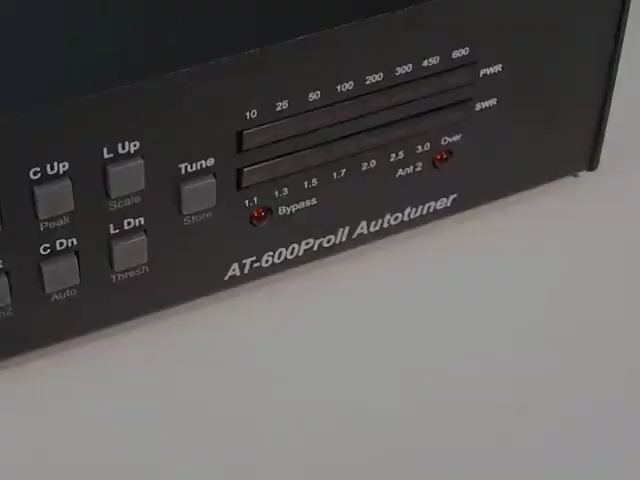 10 25 50 100 200 300 450 600
PWR
SWR
1.1 1.3 1.5 1.7 2.0 2.5 3.0 Over
Bypass
Ant 2
C Up
Peak
L Up
Scale
Tune
Store
C Dn
Auto
L Dn
Thresh
AT-600ProII Autotuner